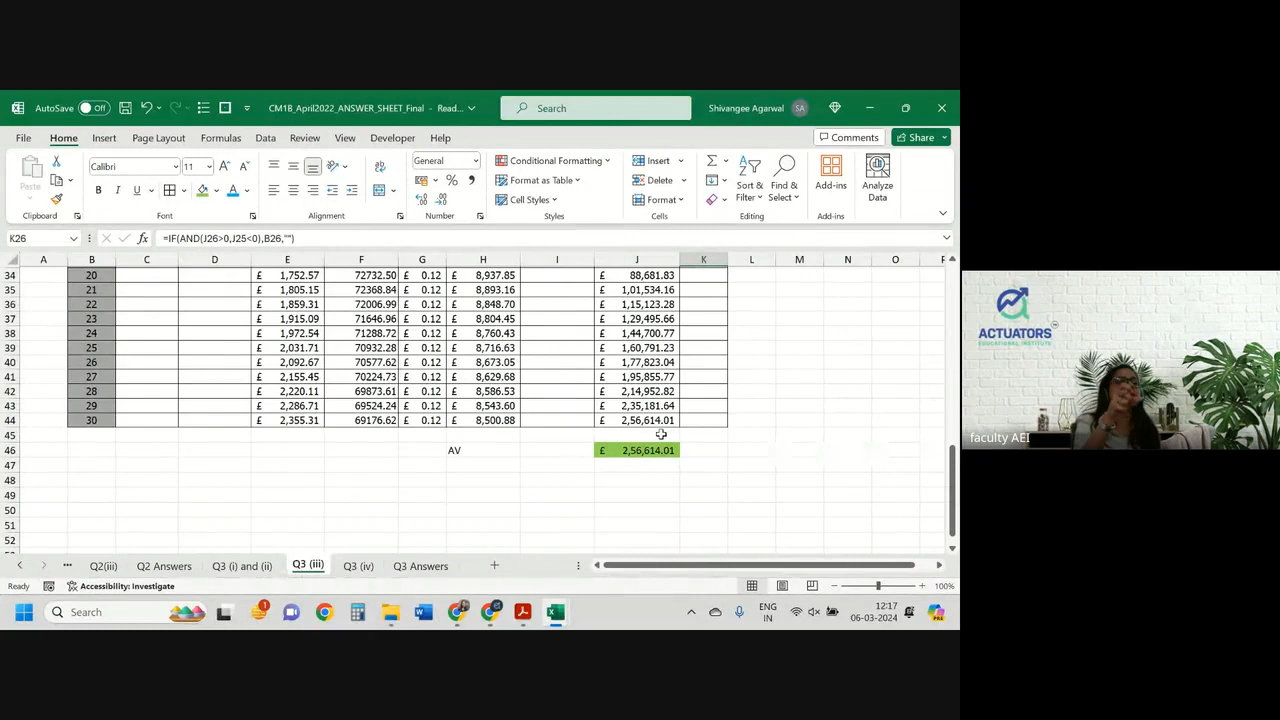 AutoSave Off CM1B_April2022_ANSWER_SHEET_Final - Read... Search Shivangee Agarwal SA
File Home Insert Page Layout Formulas Data Review View Developer Help Comments Share
Paste Calibri 11 General Conditional Formatting Insert Sort & Filter Find & Select Add-ins Analyze Data
B I U A Format as Table Delete
Cell Styles Format
Clipboard Font Alignment Number Styles Cells Editing Add-ins
K26 fx =IF(AND(J26>0,J25<0),B26,"")
A B C D E F G H I J K L M N O
34 20 £ 1,752.57 72732.50 £ 0.12 £ 8,937.85 £ 88,681.83
35 21 £ 1,805.15 72368.84 £ 0.12 £ 8,893.16 £ 1,01,534.16
36 22 £ 1,859.31 72006.99 £ 0.12 £ 8,848.70 £ 1,15,123.28
37 23 £ 1,915.09 71646.96 £ 0.12 £ 8,804.45 £ 1,29,495.66
38 24 £ 1,972.54 71288.72 £ 0.12 £ 8,760.43 £ 1,44,700.77
39 25 £ 2,031.71 70932.28 £ 0.12 £ 8,716.63 £ 1,60,791.23
40 26 £ 2,092.67 70577.62 £ 0.12 £ 8,673.05 £ 1,77,823.04
41 27 £ 2,155.45 70224.73 £ 0.12 £ 8,629.68 £ 1,95,855.77
42 28 £ 2,220.11 69873.61 £ 0.12 £ 8,586.53 £ 2,14,952.82
43 29 £ 2,286.71 69524.24 £ 0.12 £ 8,543.60 £ 2,35,181.64
44 30 £ 2,355.31 69176.62 £ 0.12 £ 8,500.88 £ 2,56,614.01
45
46 AV £ 2,56,614.01
47
48
49
50
51
52
Q2(iii) Q2 Answers Q3 (i) and (ii) Q3 (iii) Q3 (iv) Q3 Answers
Ready Accessibility: Investigate 100%
Search ENG IN 12:17 06-03-2024
ACTUATORS
EDUCATIONAL INSTITUTE
faculty AEI